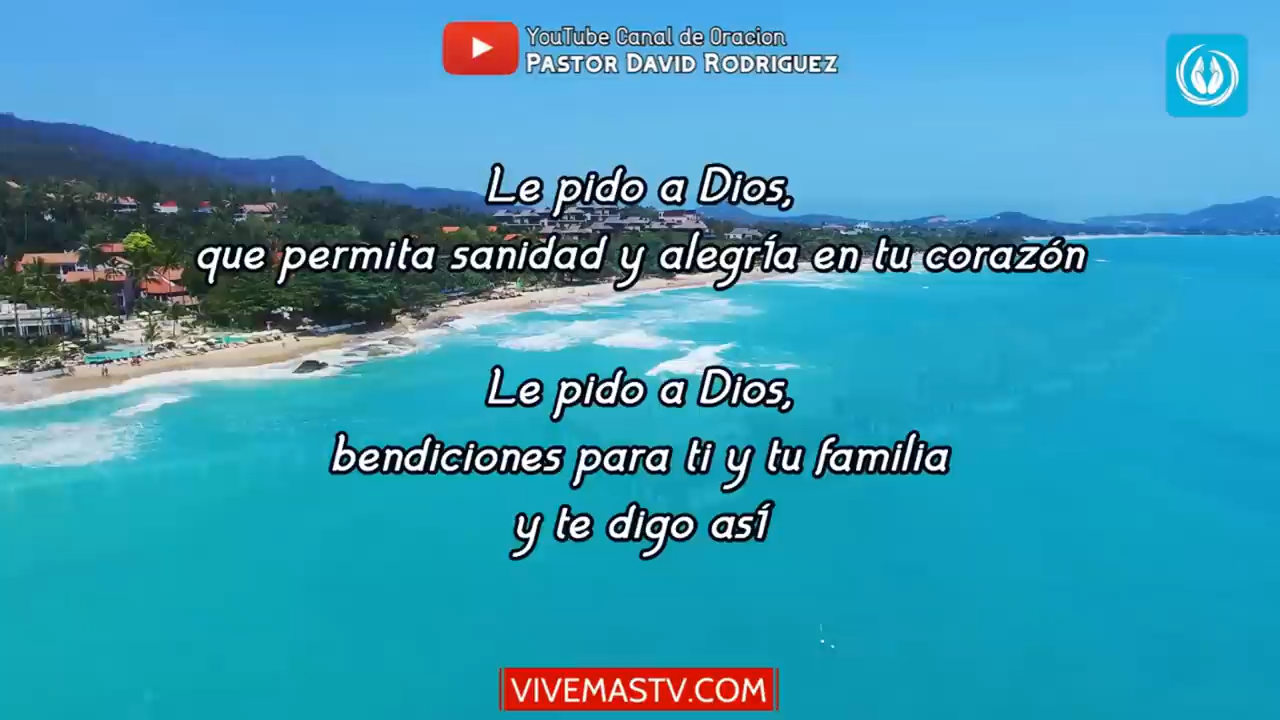 YouTube Canal de Oracion
PASTOR DAVID RODRIGUEZ
Le pido a Dios,
que permita sanidad y alegría en tu corazón
Le pido a Dios,
bendiciones para ti y tu familia
y te digo así
VIVEMASTV.COM